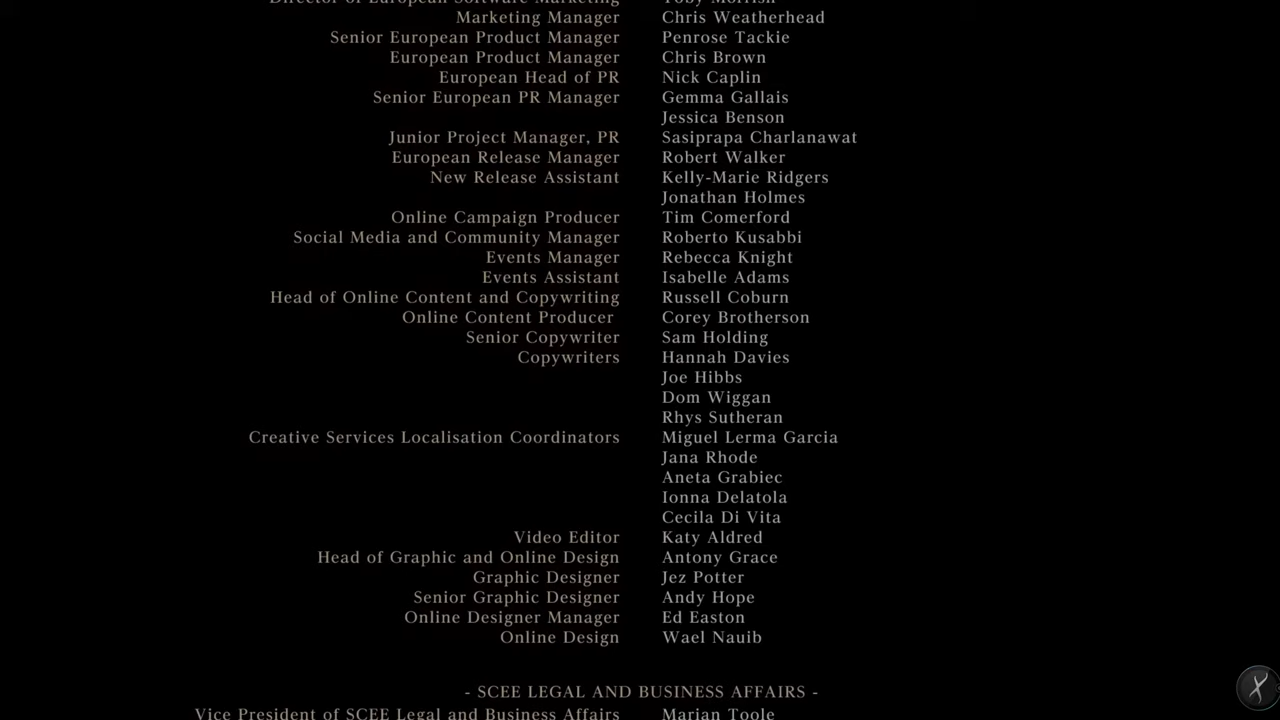 Director of European Software Marketing Toby Morrish
Marketing Manager Chris Weatherhead
Senior European Product Manager Penrose Tackie
European Product Manager Chris Brown
European Head of PR Nick Caplin
Senior European PR Manager Gemma Gallais
Jessica Benson
Junior Project Manager, PR Sasiprapa Charlanawat
European Release Manager Robert Walker
New Release Assistant Kelly-Marie Ridgers
Jonathan Holmes
Online Campaign Producer Tim Comerford
Social Media and Community Manager Roberto Kusabbi
Events Manager Rebecca Knight
Events Assistant Isabelle Adams
Head of Online Content and Copywriting Russell Coburn
Online Content Producer Corey Brotherson
Senior Copywriter Sam Holding
Copywriters Hannah Davies
Joe Hibbs
Dom Wiggan
Rhys Sutheran
Creative Services Localisation Coordinators Miguel Lerma Garcia
Jana Rhode
Aneta Grabiec
Ionna Delatola
Cecila Di Vita
Video Editor Katy Aldred
Head of Graphic and Online Design Antony Grace
Graphic Designer Jez Potter
Senior Graphic Designer Andy Hope
Online Designer Manager Ed Easton
Online Design Wael Nauib
- SCEE LEGAL AND BUSINESS AFFAIRS -
Vice President of SCEE Legal and Business Affairs Marian Toole